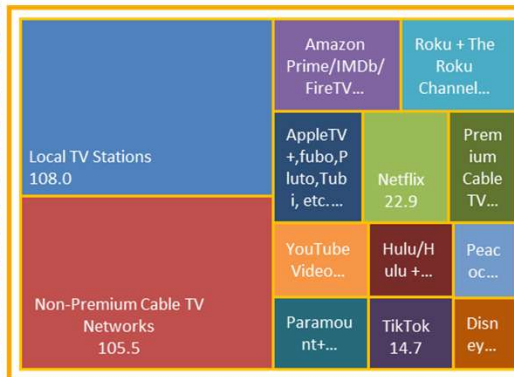 Local TV Stations
108.0
Non-Premium Cable TV
Networks
105.5
Amazon
Prime/IMDb/
FireTV...
Roku + The
Roku
Channel...
AppleTV
+,fubo,P
luto,Tub
i, etc....
Netflix
22.9
Prem
ium
Cable
TV...
YouTube
Video...
Hulu/H
ulu +...
Peac
oc...
Paramou
nt+...
TikTok
14.7
Disn
ey...